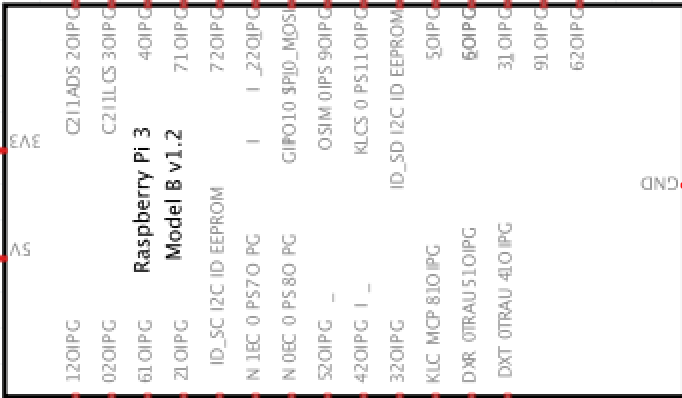 C2I1ADS 2OIPG
C2I1LCS 3OIPG
4OIPG
71OIPG
72OIPG
I I _22OIPG
GIPO10 SPI0_MOSI
OSIM 0IPS 9OIPG
KLCS 0 PS11OIPG
ID_SD I2C ID EEPROM
5OIPG
6OIPG
31OIPG
91OIPG
62OIPG
3V3
Raspberry Pi 3
Model B v1.2
GND
5V
12OIPG
02OIPG
61OIPG
21OIPG
ID_SC I2C ID EEPROM
N 1EC 0 PS7O PG
N 0EC 0 PS8O PG
52OIPG _
42OIPG I _
32OIPG
KLC MCP 81OIPG
DXR 0TRAU 51OIPG
DXT 0TRAU 41OIPG